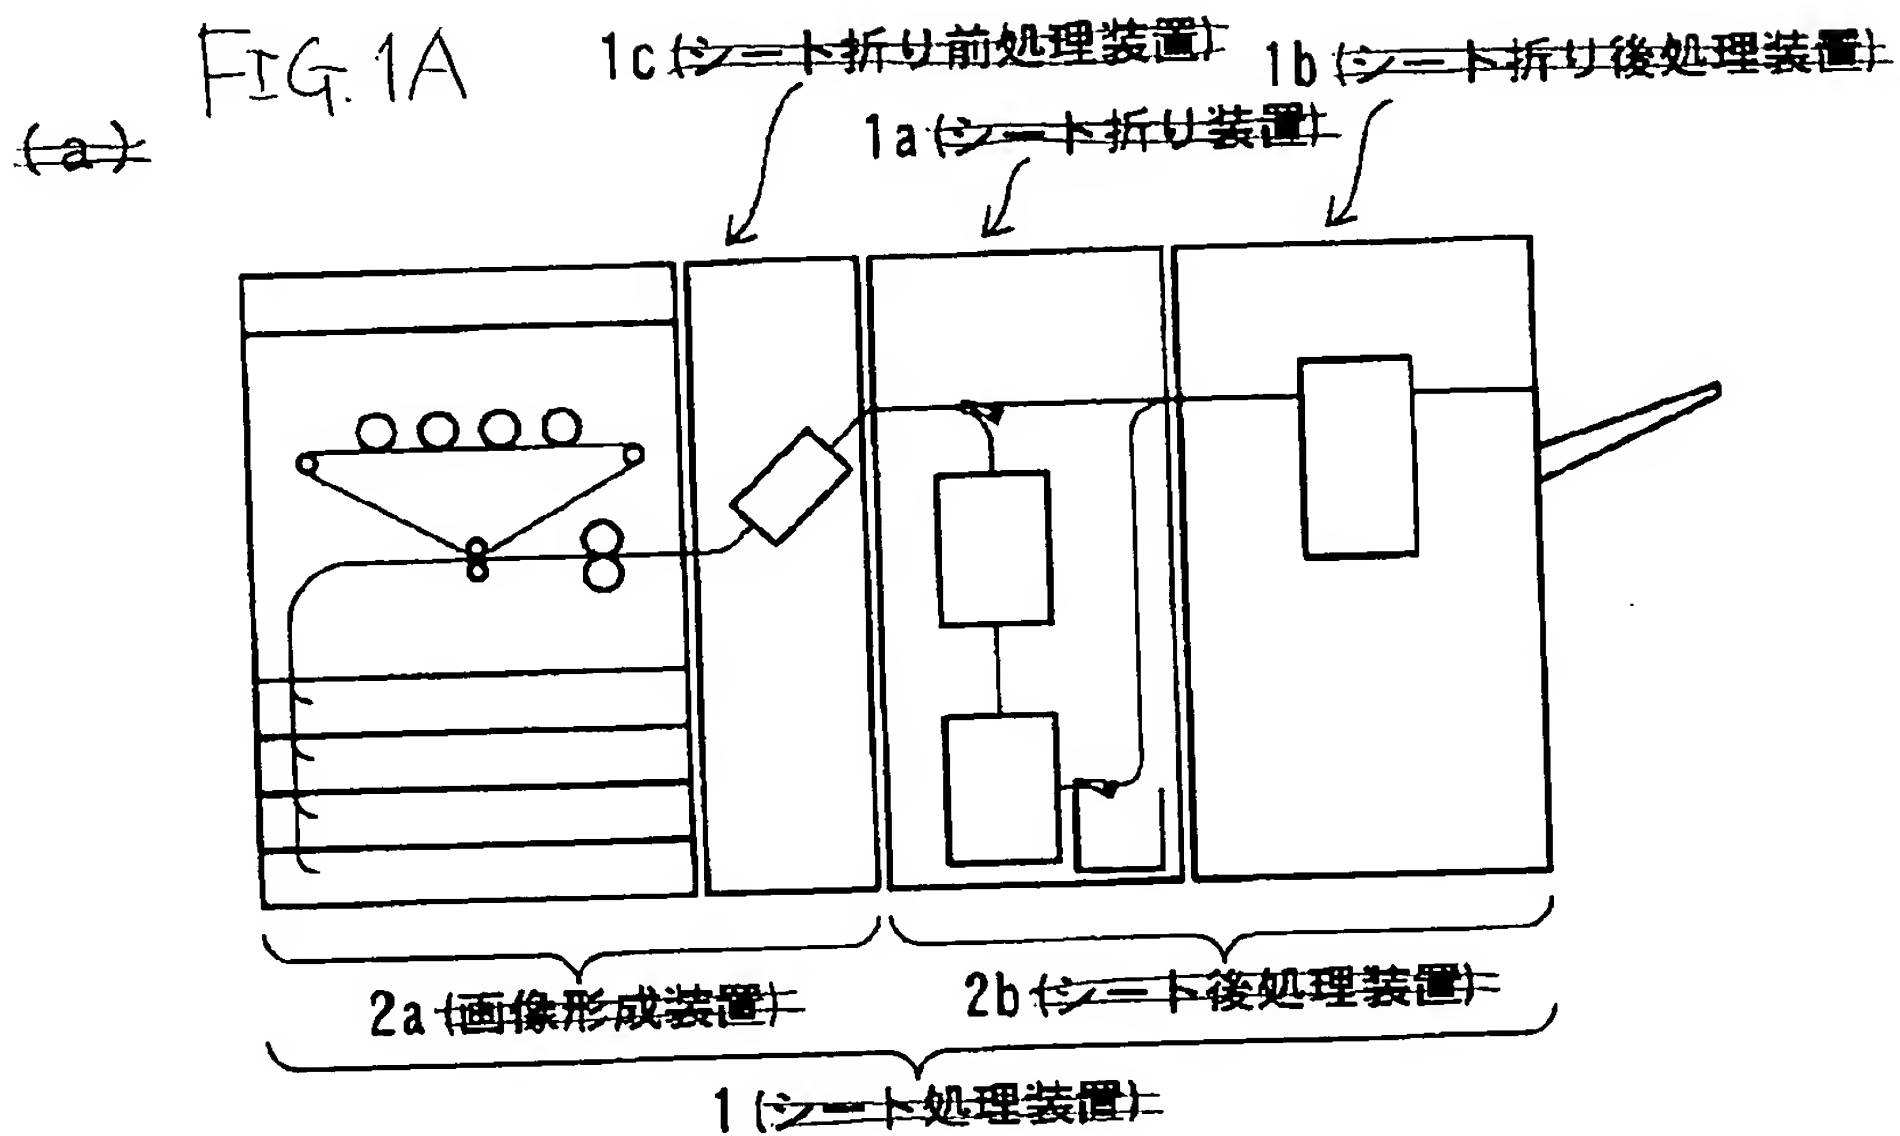 FIG. 1A
(a)
1c (シート折り前処理装置)
1b (シート折り後処理装置)
1a (シート折り装置)
2a (画像形成装置)
2b (シート後処理装置)
1 (シート処理装置)